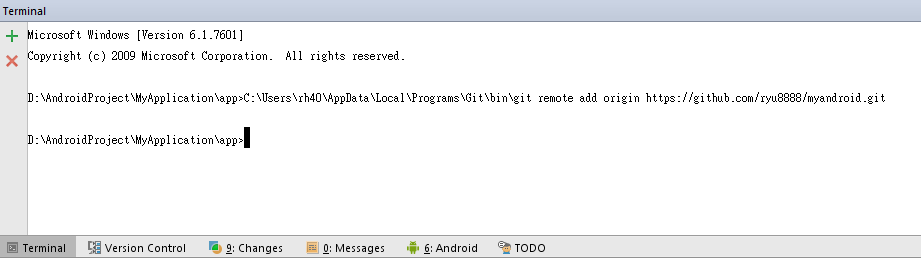 Terminal
Microsoft Windows [Version 6.1.7601]
Copyright (c) 2009 Microsoft Corporation.  All rights reserved.
D:\AndroidProject\MyApplication\app>C:\Users\rh40\AppData\Local\Programs\Git\bin\git remote add origin https://github.com/ryu8888/myandroid.git
D:\AndroidProject\MyApplication\app>
Terminal Version Control 9: Changes 0: Messages 6: Android TODO